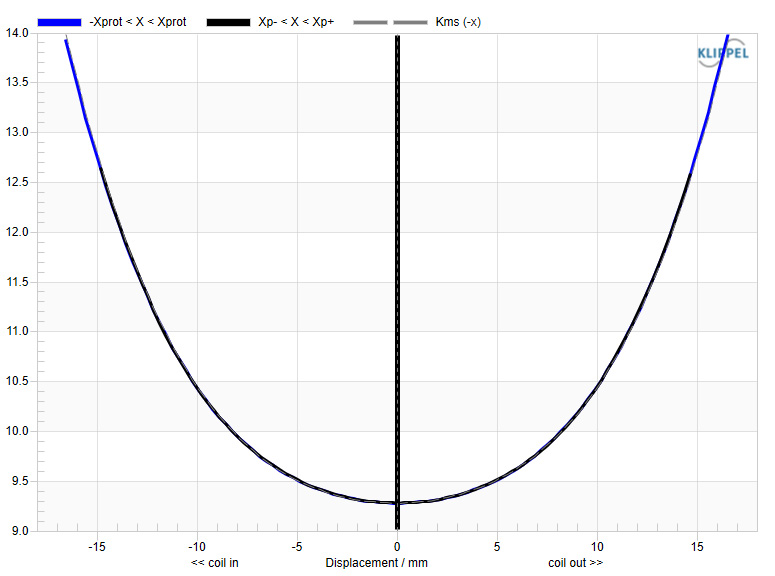 -Xprot < X < Xprot Xp- < X < Xp+ Kms (-x)
KLIPPEL
14.0
13.5
13.0
12.5
12.0
11.5
11.0
10.5
10.0
9.5
9.0
-15 -10 -5 0 5 10 15
<< coil in Displacement / mm coil out >>